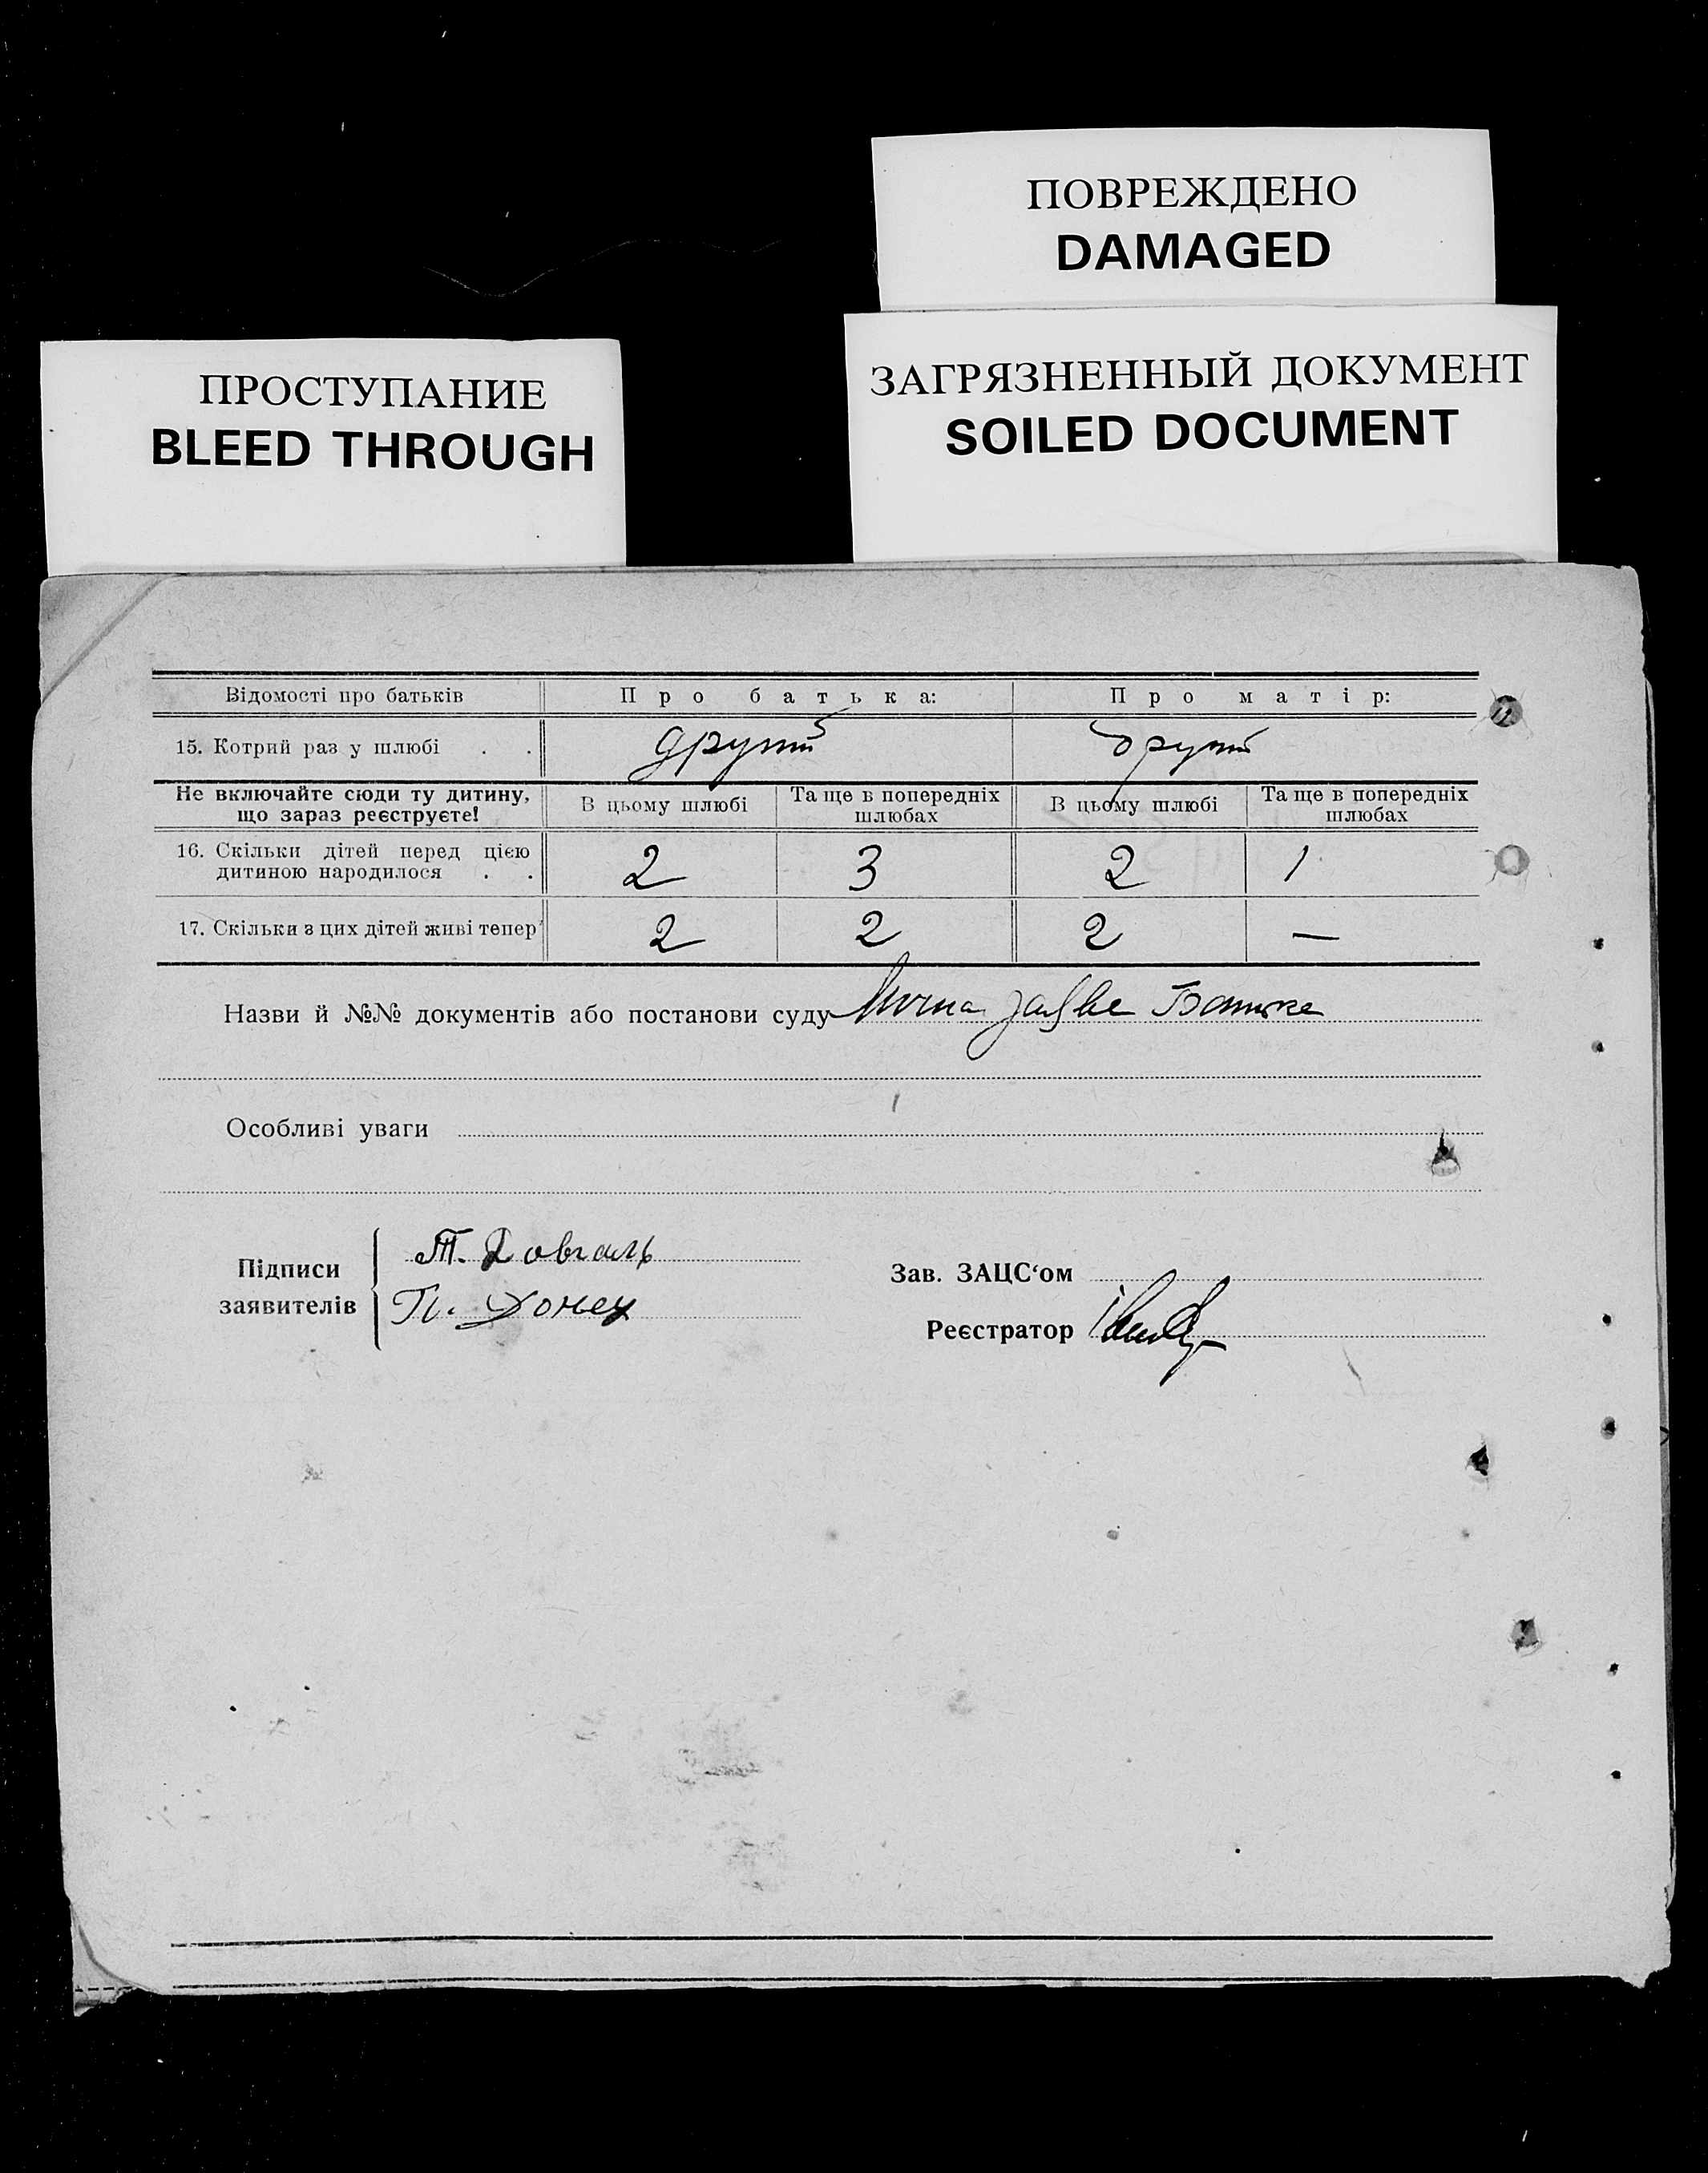 ПОВРЕЖДЕНО
DAMAGED
ПРОСТУПАНИЕ
BLEED THROUGH
ЗАГРЯЗНЕННЫЙ ДОКУМЕНТ
SOILED DOCUMENT
Відомості про батьків Про батька: Про матір:
15. Котрий раз у шлюбі . . другий другий
Не включайте сюди ту дитину, що зараз реєструєте! В цьому шлюбі Та ще в попередніх шлюбах В цьому шлюбі Та ще в попередніх шлюбах
16. Скільки дітей перед цією
дитиною народилося . . 2 3 2 1
17. Скільки з цих дітей живі тепер 2 2 2 —
Назви й №№ документів або постанови суду заява Батька
Особливі уваги
Підписи заявителів
Т. Довгаль
П. Донец
Зав. ЗАЦС‘ом
Реєстратор